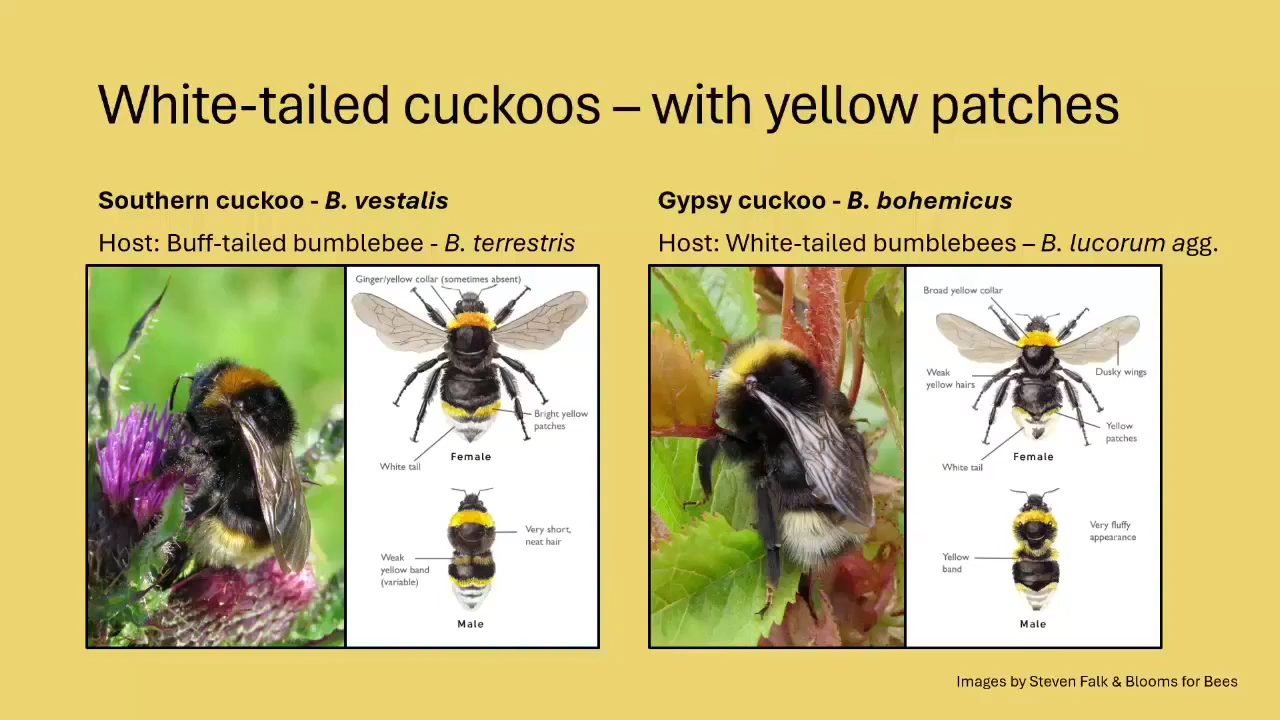 White-tailed cuckoos – with yellow patches
Southern cuckoo - B. vestalis
Host: Buff-tailed bumblebee - B. terrestris
Ginger/yellow collar (sometimes absent)
Bright yellow
patches
White tail
Female
Very short,
neat hair
Weak
yellow band
(variable)
Male
Gypsy cuckoo - B. bohemicus
Host: White-tailed bumblebees – B. lucorum agg.
Broad yellow collar
Weak
yellow hairs
Dusky wings
Yellow
patches
White tail
Female
Very fluffy
appearance
Yellow
band
Male
Images by Steven Falk & Blooms for Bees